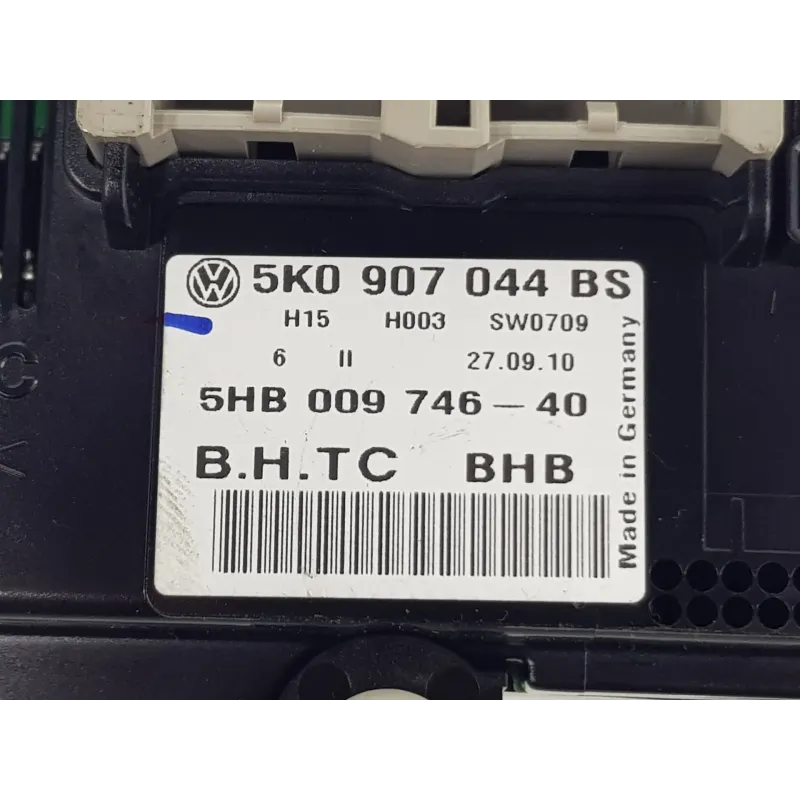 5K0 907 044 BS
H15 H003 SW0709
6 II 27.09.10
5HB 009 746-40
B.H.TC BHB
Made in Germany